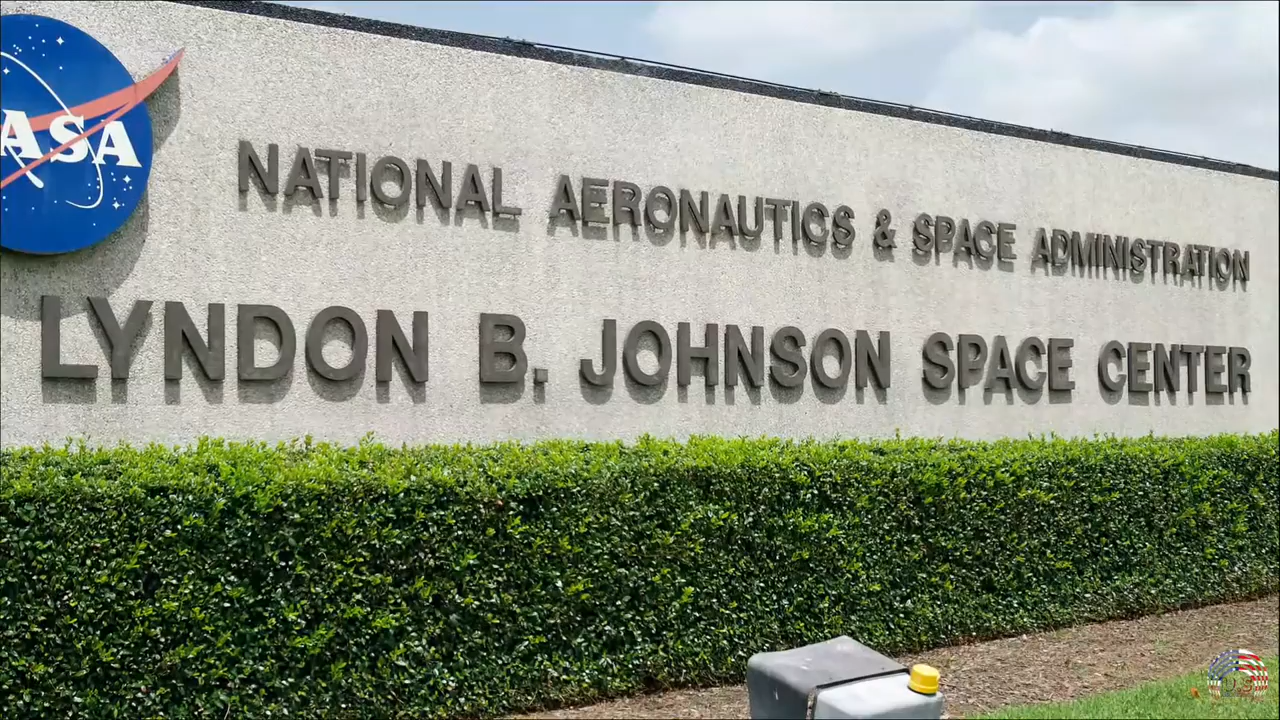 ASA
NATIONAL AERONAUTICS & SPACE ADMINISTRATION
LYNDON B. JOHNSON SPACE CENTER